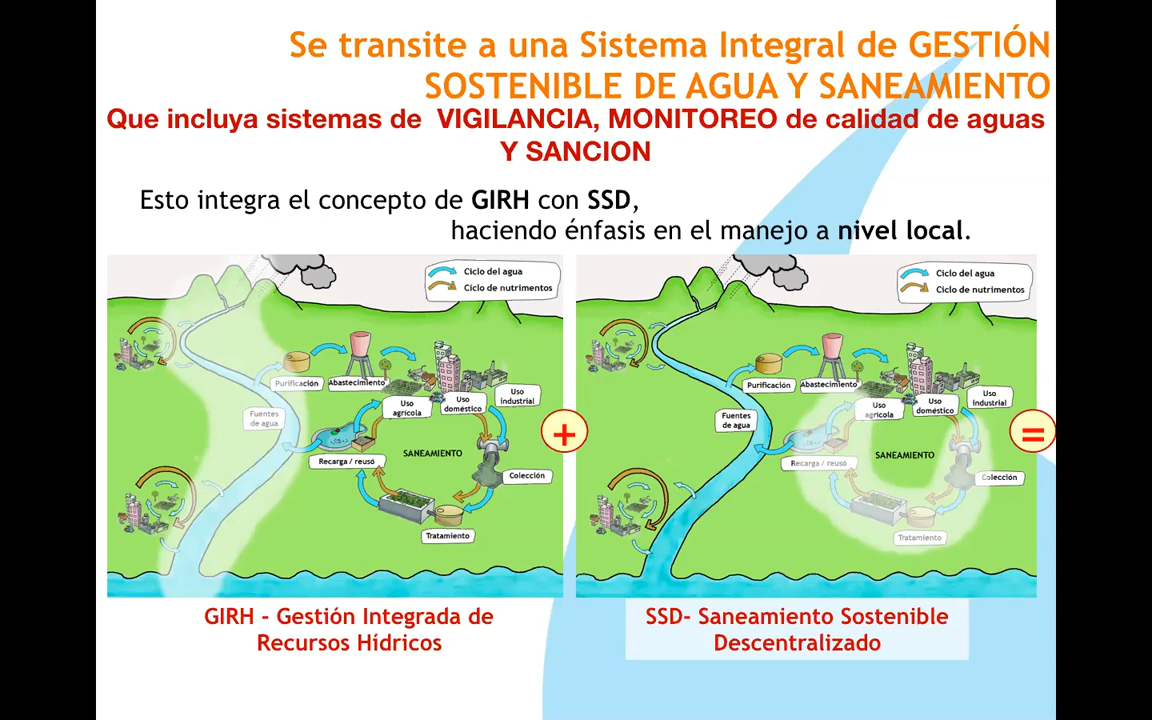 Se transite a una Sistema Integral de GESTIÓN
SOSTENIBLE DE AGUA Y SANEAMIENTO
Que incluya sistemas de VIGILANCIA, MONITOREO de calidad de aguas
Y SANCION
Esto integra el concepto de GIRH con SSD,
haciendo énfasis en el manejo a nivel local.
Ciclo del agua
Ciclo de nutrimentos
Purificación
Abastecimiento
Uso
agrícola
Uso
doméstico
Uso
industrial
Fuentes
de agua
Recarga / reusó
SANEAMIENTO
Colección
Tratamiento
+
Ciclo del agua
Ciclo de nutrimentos
Purificación
Abastecimiento
Uso
agrícola
Uso
doméstico
Uso
industrial
Fuentes
de agua
Recarga / reusó
SANEAMIENTO
Colección
Tratamiento
=
GIRH - Gestión Integrada de
Recursos Hídricos
SSD- Saneamiento Sostenible
Descentralizado